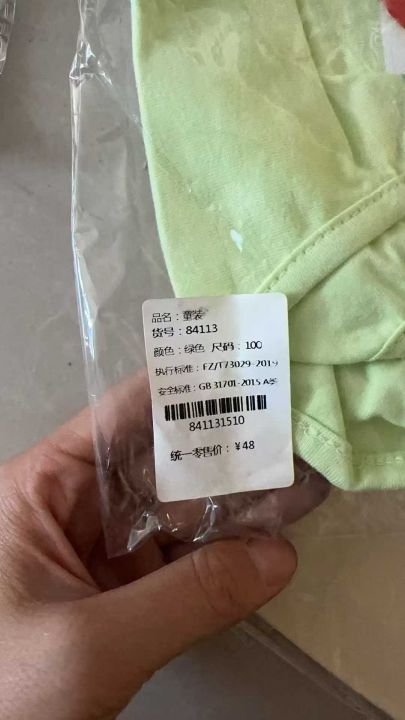 品名：童装
货号：84113
颜色：绿色 尺码：100
执行标准：FZ/T73029-2019
安全标准：GB 31701-2015 A类
841131510
统一零售价：￥48